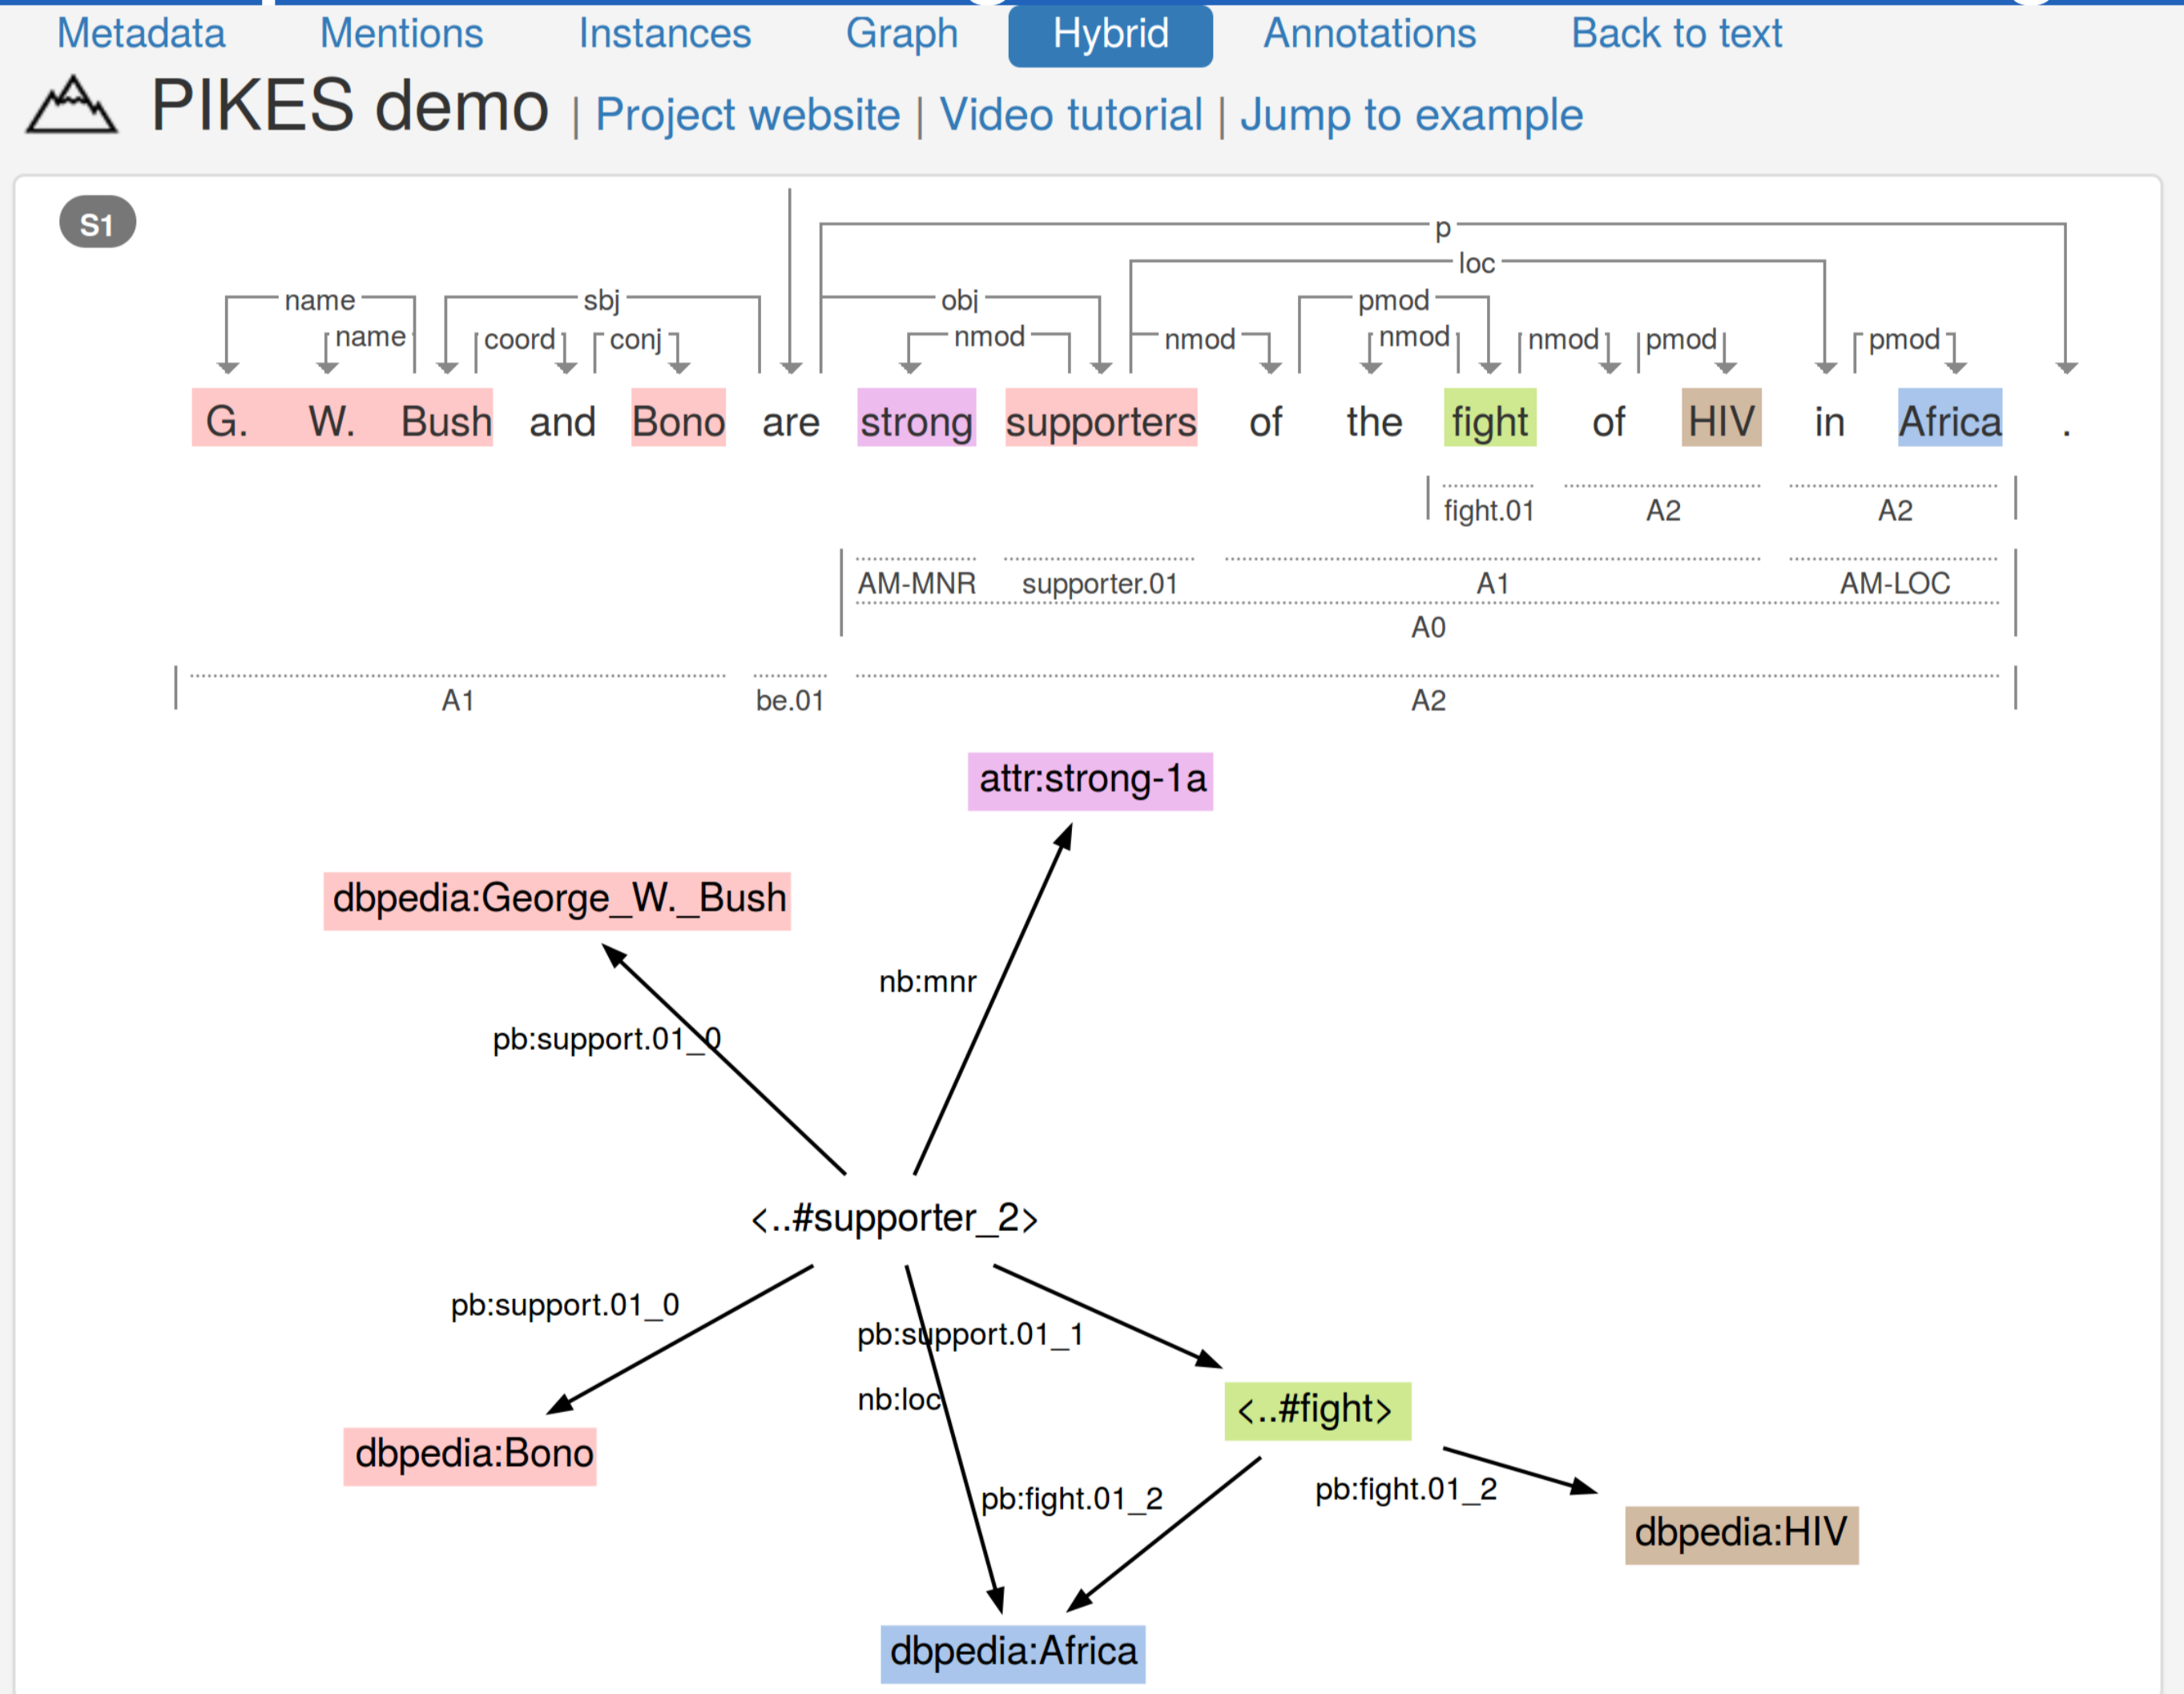 Metadata Mentions Instances Graph Hybrid Annotations Back to text
PIKES demo | Project website | Video tutorial | Jump to example
S1
p
loc
name sbj obj pmod
name coord conj nmod nmod nmod nmod pmod pmod
G. W. Bush and Bono are strong supporters of the fight of HIV in Africa .
fight.01 A2 A2
AM-MNR supporter.01 A1 AM-LOC
A0
A1 be.01 A2
attr:strong-1a
dbpedia:George_W._Bush
nb:mnr
pb:support.01_0
<..#supporter_2>
pb:support.01_0
pb:support.01_1
nb:loc
<..#fight>
dbpedia:Bono
pb:fight.01_2 pb:fight.01_2
dbpedia:HIV
dbpedia:Africa